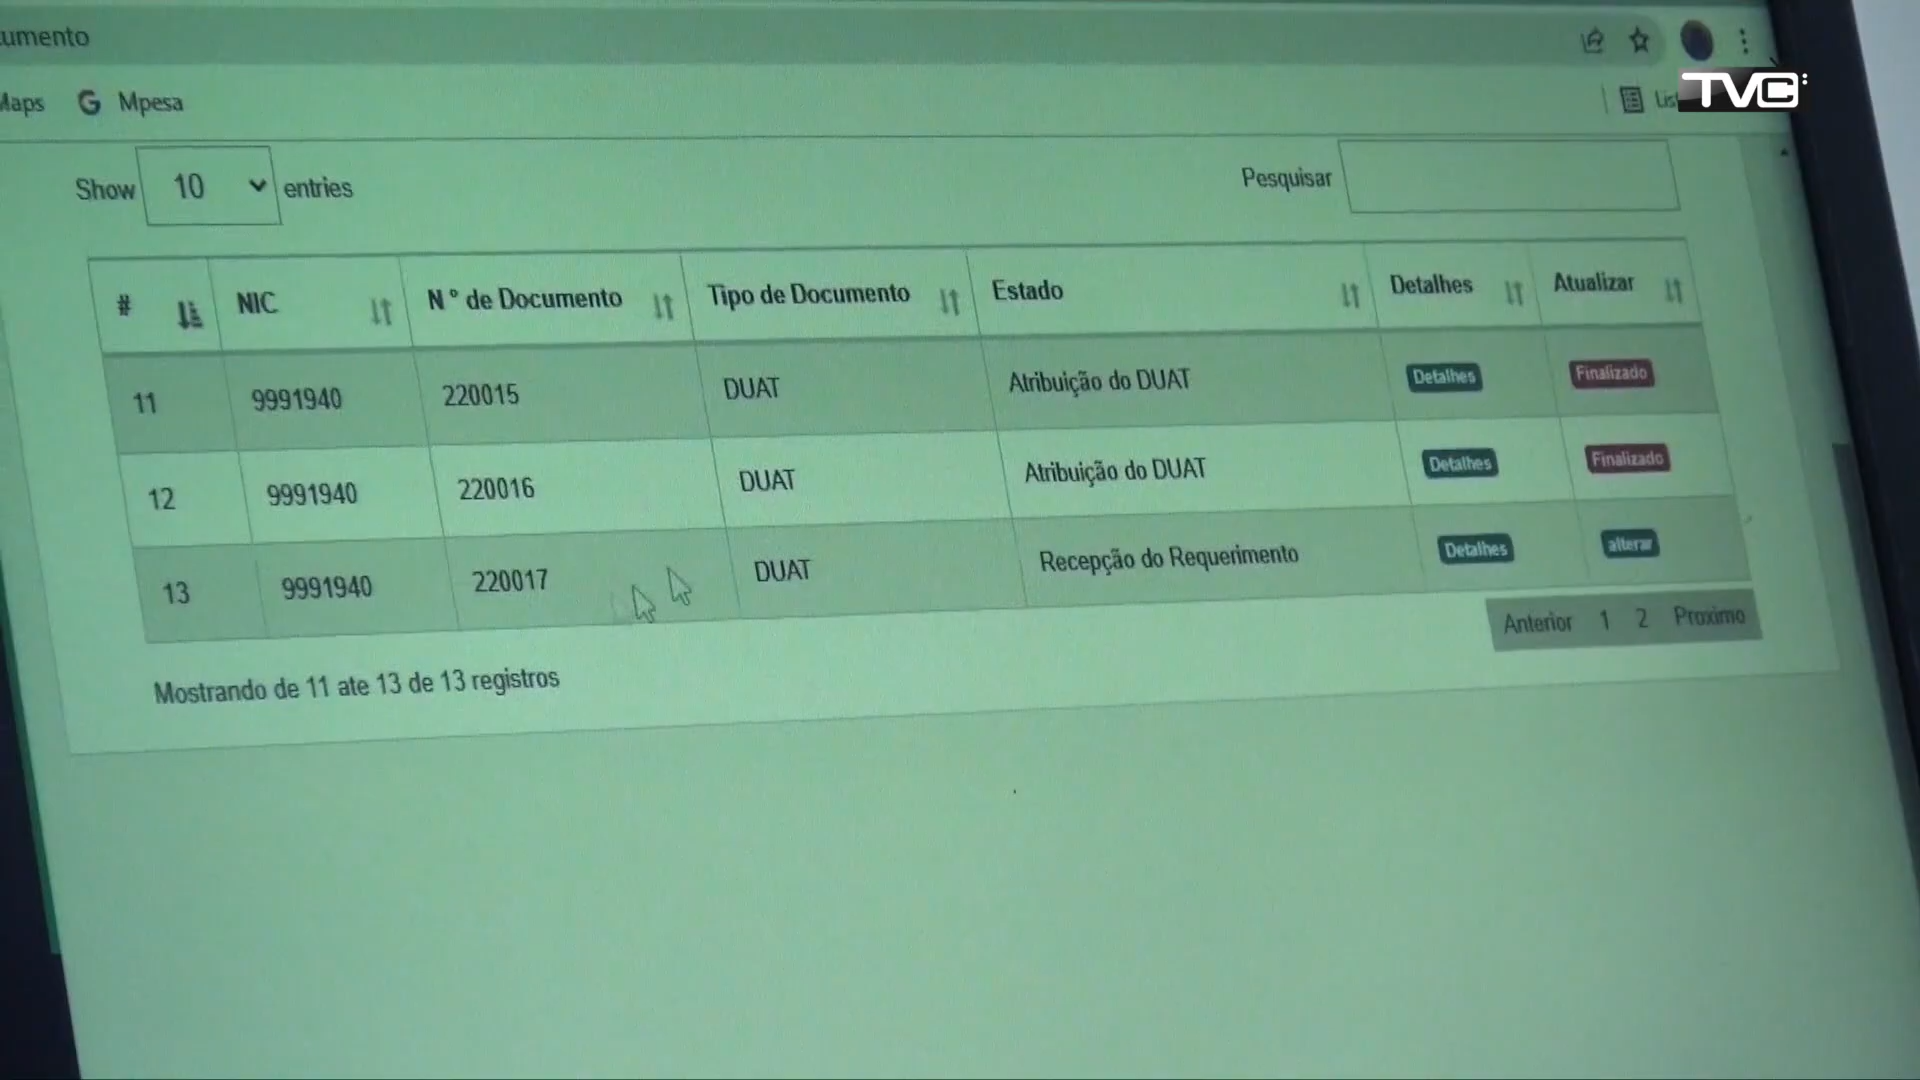 umento
Maps G Mpesa
TVC
Show 10 entries
Pesquisar
# NIC N º de Documento Tipo de Documento Estado Detalhes Atualizar
11 9991940 220015 DUAT Atribuição do DUAT Detalhes Finalizado
12 9991940 220016 DUAT Atribuição do DUAT Detalhes Finalizado
13 9991940 220017 DUAT Recepção do Requerimento Detalhes alterar
Anterior 1 2 Proximo
Mostrando de 11 ate 13 de 13 registros